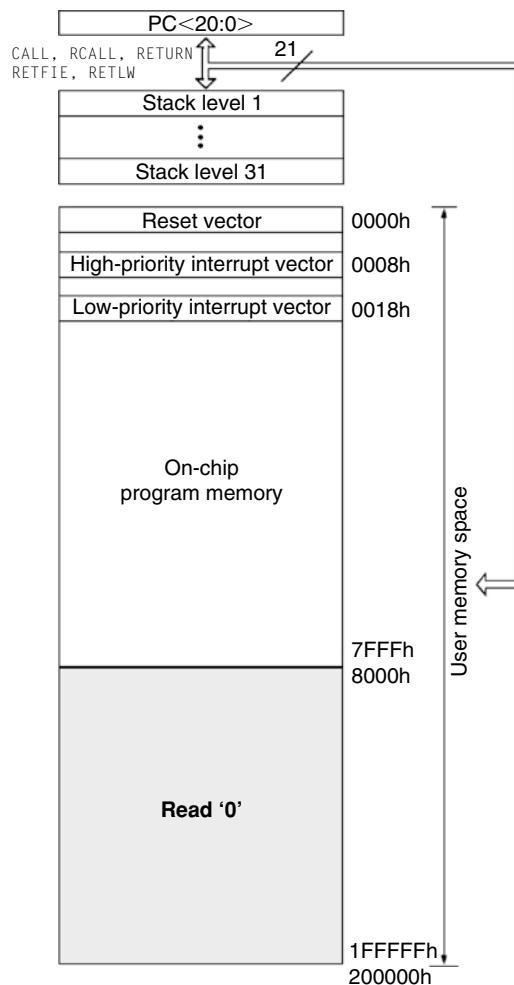 PC<20:0>
CALL, RCALL, RETURN
RETFIE, RETLW
21
Stack level 1
Stack level 31
Reset vector
0000h
High-priority interrupt vector
0008h
Low-priority interrupt vector
0018h
On-chip
program memory
User memory space
7FFFh
8000h
Read ‘0’
1FFFFFh
200000h